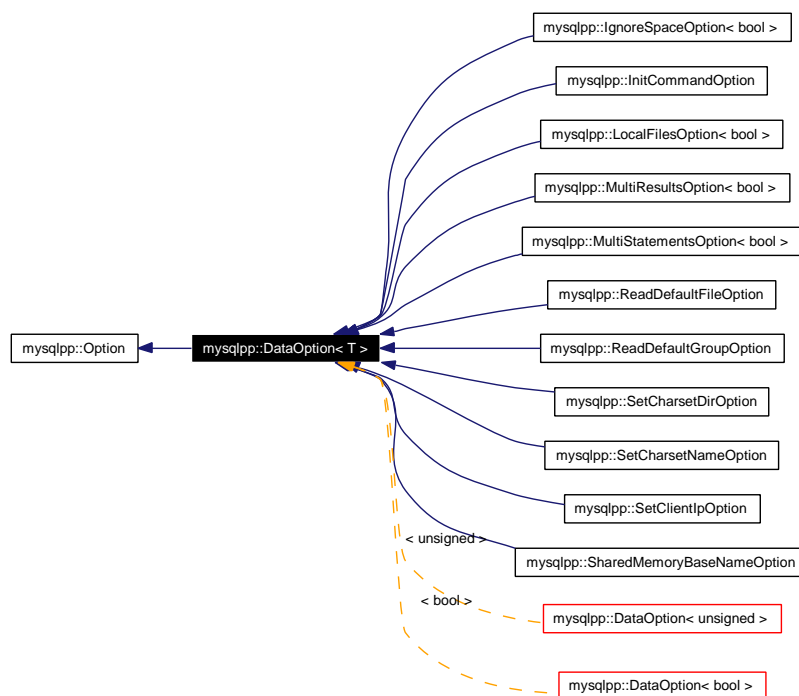 mysqlpp::IgnoreSpaceOption< bool >
mysqlpp::InitCommandOption
mysqlpp::LocalFilesOption< bool >
mysqlpp::MultiResultsOption< bool >
mysqlpp::MultiStatementsOption< bool >
mysqlpp::ReadDefaultFileOption
mysqlpp::Option
mysqlpp::DataOption< T >
mysqlpp::ReadDefaultGroupOption
mysqlpp::SetCharsetDirOption
mysqlpp::SetCharsetNameOption
mysqlpp::SetClientIpOption
< unsigned >
mysqlpp::SharedMemoryBaseNameOption
< bool >
mysqlpp::DataOption< unsigned >
mysqlpp::DataOption< bool >